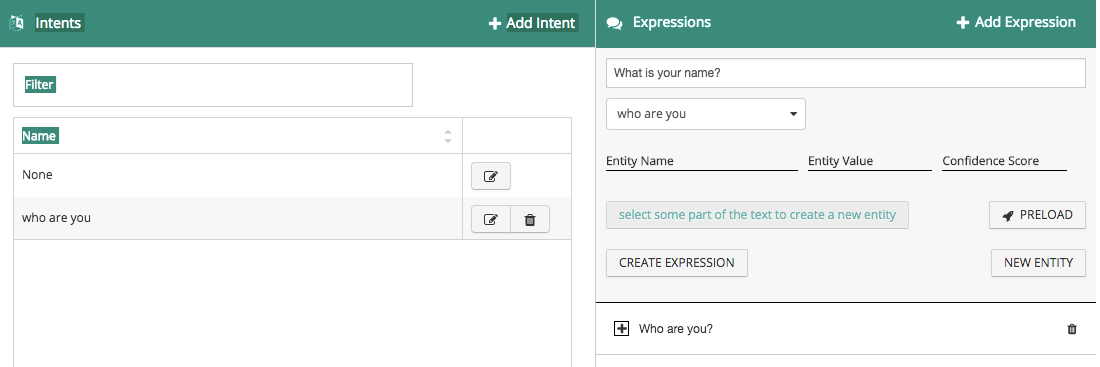 Intents
Add Intent
Filter
Name
None
who are you
Expressions
Add Expression
What is your name?
who are you
Entity Name Entity Value Confidence Score
select some part of the text to create a new entity
PRELOAD
CREATE EXPRESSION
NEW ENTITY
Who are you?